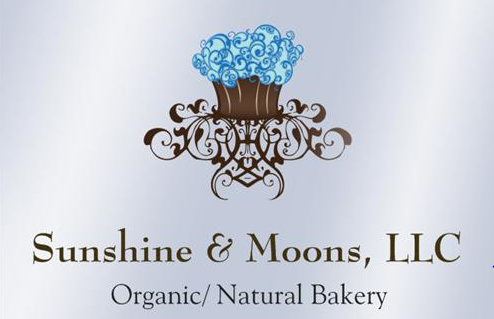 Sunshine & Moons, LLC
Organic/ Natural Bakery